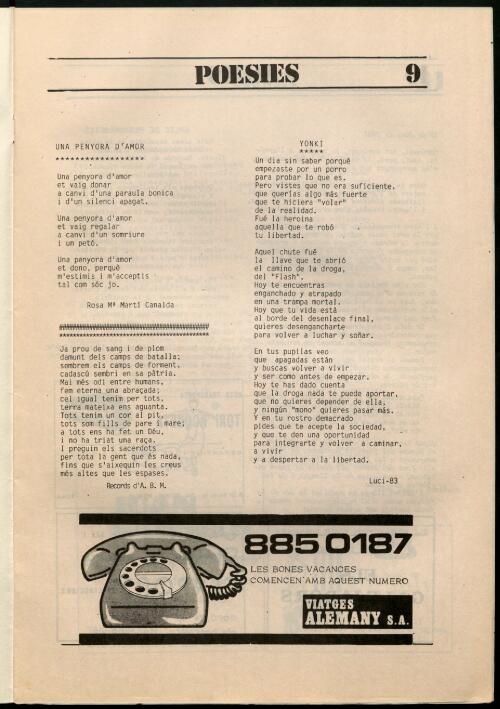 POESIES 9
UNA PENYORA D'AMOR
******************
Una penyora d'amor
et vaig donar
a canvi d'una paraula bonica
i d'un silenci apagat.
Una penyora d'amor
et vaig regalar
a canvi d'un somriure
i un petó.
Una penyora d'amor
et dono, perquè
m'estimis i m'acceptis
tal com sóc jo.
Rosa Mª Martí Canalda
Ja prou de sang i de plom
damunt dels camps de batalla:
sombrem els camps de forment,
cadascú sembri en sa pàtria.
Mai més odi entre humans,
fem eterna una abraçada;
cel igual tenim per tots,
terra mateixa ens aguanta.
Tots tenim un cor al pit,
tots som fills de pare i mare;
a tots ens ha fet un Déu,
i no ha triat una raça.
I preguin els sacerdots
per tota la gent que és nada,
fins que s'aixequin les creus
més altes que les espases.
Records d'A. B. M.
YONKI
*****
Un día sin saber porqué
empezaste por un porro
para probar lo que es.
Pero vistes que no era suficiente,
que querías algo más fuerte
que te hiciera "volar"
de la realidad.
Fué la heroina
aquella que te robó
tu libertad.
Aquel chute fué
la llave que te abrió
el camino de la droga,
del "Flash".
Hoy te encuentras
enganchado y atrapado
en una trampa mortal.
Hoy que tu vida está
al borde del desenlace final,
quieres desengancharte
para volver a luchar y soñar.
En tus pupilas veo
que apagadas están
y buscas volver a vivir
y ser como antes de empezar.
Hoy te has dado cuenta
que la droga nada te puede aportar,
que no quieres depender de ella,
y ningún "mono" quieres pasar más.
Y en tu rostro demacrado
pides que te acepte la sociedad,
y que te den una oportunidad
para integrarte y volver a caminar,
a vivir
y a despertar a la libertad.
Luci-83
885 0187
LES BONES VACANCES
COMENCEN AMB AQUEST NUMERO
VIATGES
ALEMANY S.A.